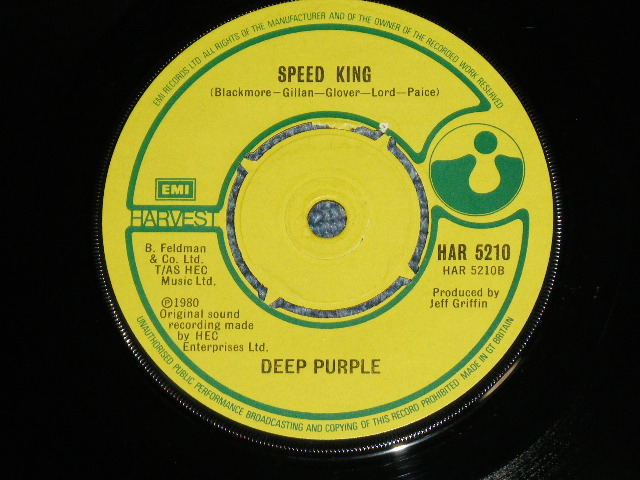 EMI RECORDS LTD ALL RIGHTS OF THE MANUFACTURER AND OF THE OWNER OF THE RECORDED WORK RESERVED
SPEED KING
(Blackmore-Gillan-Glover-Lord-Paice)
EMI
HARVEST
B. Feldman
& Co. Ltd.
T/AS HEC
Music Ltd.
℗1980
Original sound
recording made
by HEC
Enterprises Ltd.
HAR 5210
HAR 5210B
Produced by
Jeff Griffin
DEEP PURPLE
UNAUTHORISED PUBLIC PERFORMANCE BROADCASTING AND COPYING OF THIS RECORD PROHIBITED MADE IN GT BRITAIN